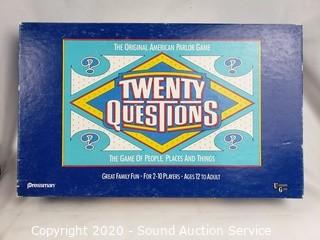 THE ORIGINAL AMERICAN PARLOR GAME
?
?
TWENTY
QUESTIONS
?
?
THE GAME OF PEOPLE, PLACES AND THINGS
GREAT FAMILY FUN • FOR 2-10 PLAYERS • AGES 12 TO ADULT
Pressman
Copyright © 2020 - Sound Auction Service